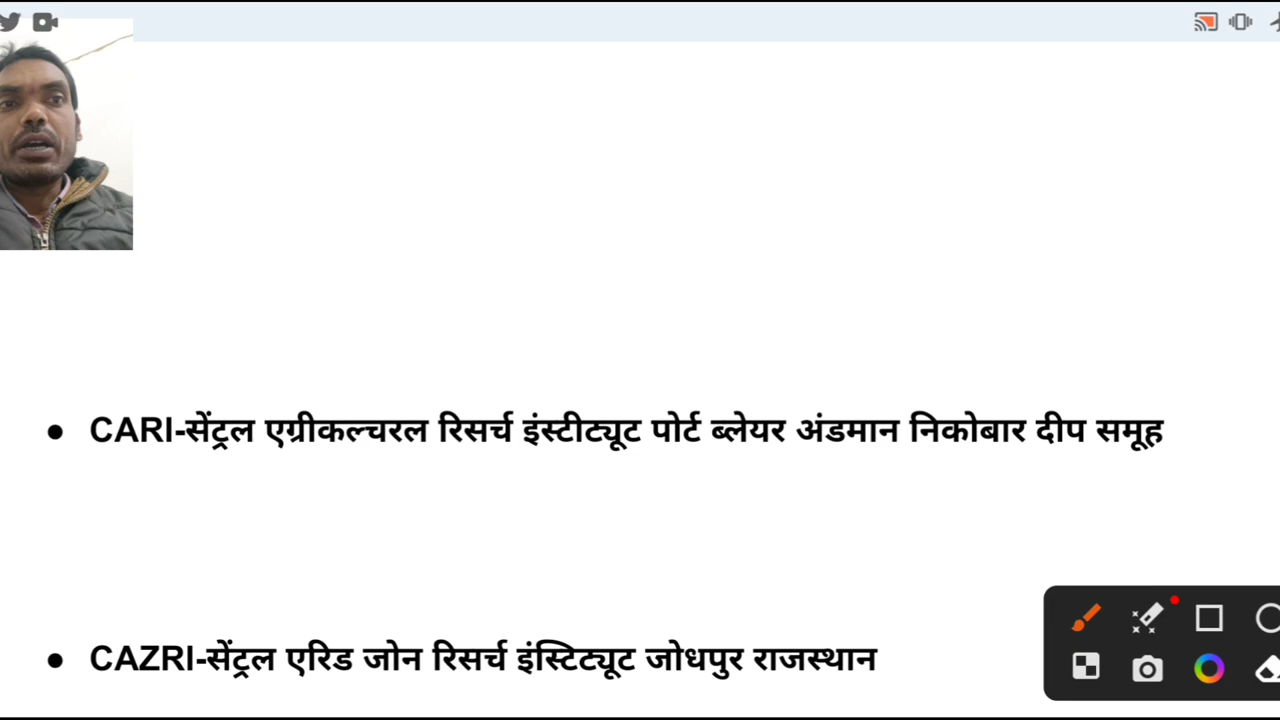 ● CARI-सेंट्रल एग्रीकल्चरल रिसर्च इंस्टीट्यूट पोर्ट ब्लेयर अंडमान निकोबार दीप समूह
● CAZRI-सेंट्रल एरिड जोन रिसर्च इंस्टिट्यूट जोधपुर राजस्थान